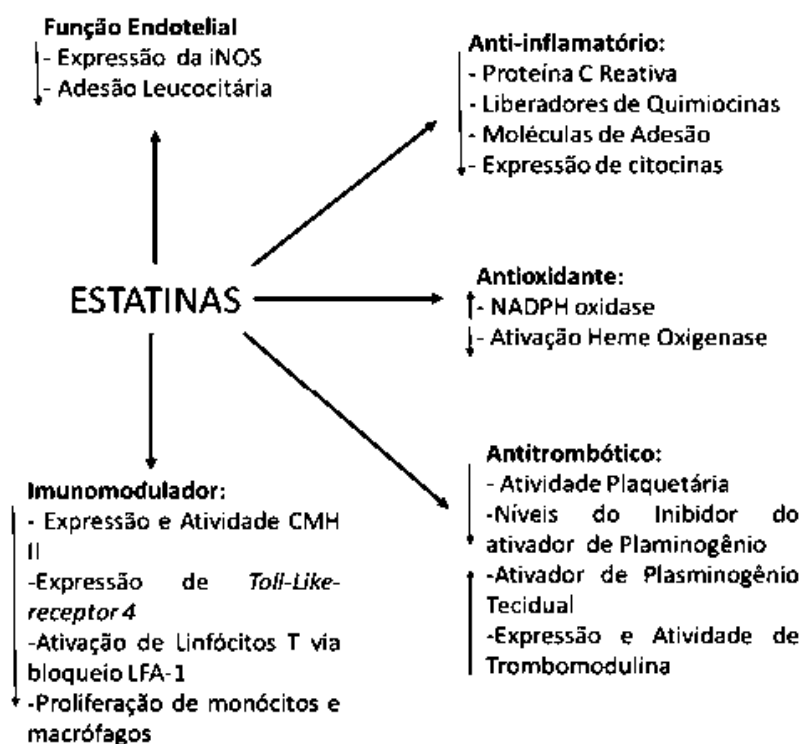 Função Endotelial
- Expressão da iNOS
- Adesão Leucocitária
Anti-inflamatório:
- Proteína C Reativa
- Liberadores de Quimiocinas
- Moléculas de Adesão
- Expressão de citocinas
ESTATINAS
Antioxidante:
- NADPH oxidase
- Ativação Heme Oxigenase
Imunomodulador:
- Expressão e Atividade CMH
II
-Expressão de Toll-Like-
receptor 4
-Ativação de Linfócitos T via
bloqueio LFA-1
-Proliferação de monócitos e
macrófagos
Antitrombótico:
- Atividade Plaquetária
-Níveis do Inibidor do
ativador de Plaminogênio
-Ativador de Plasminogênio
Tecidual
-Expressão e Atividade de
Trombomodulina